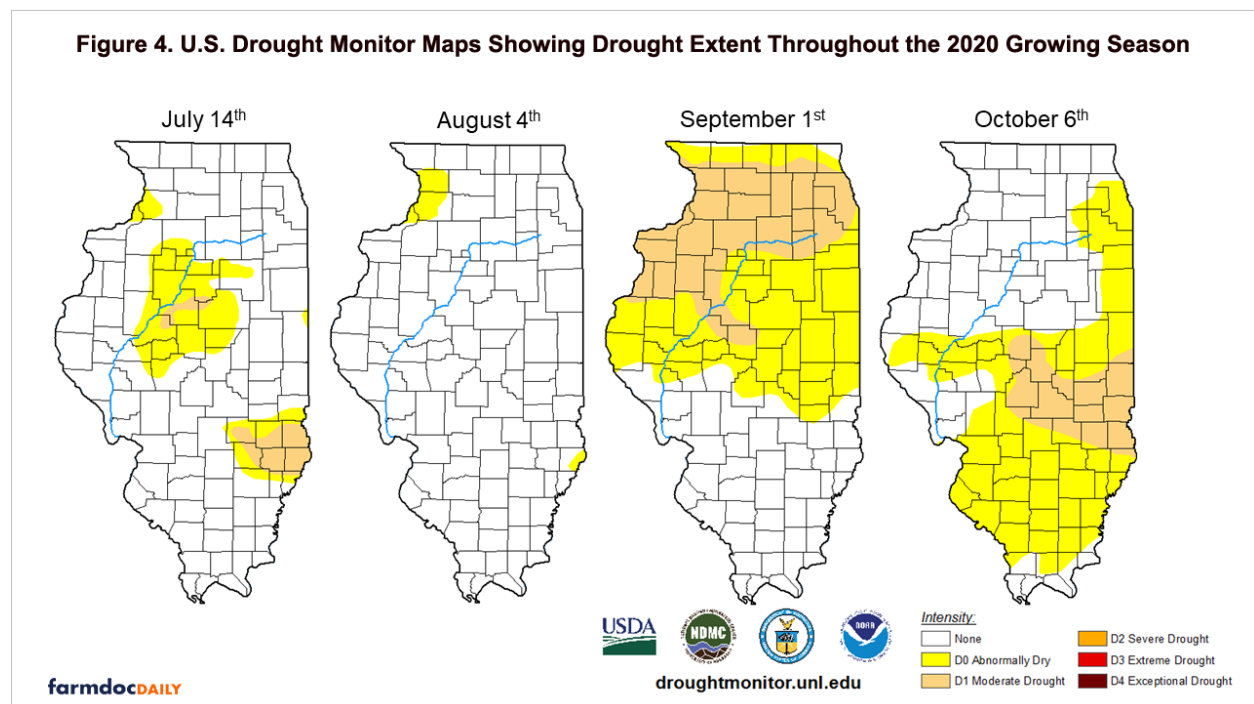 Figure 4. U.S. Drought Monitor Maps Showing Drought Extent Throughout the 2020 Growing Season
July 14th
August 4th
September 1st
October 6th
USDA
NDMC
NOAA
droughtmonitor.unl.edu
Intensity:
None
D0 Abnormally Dry
D1 Moderate Drought
D2 Severe Drought
D3 Extreme Drought
D4 Exceptional Drought
farmdocDAILY